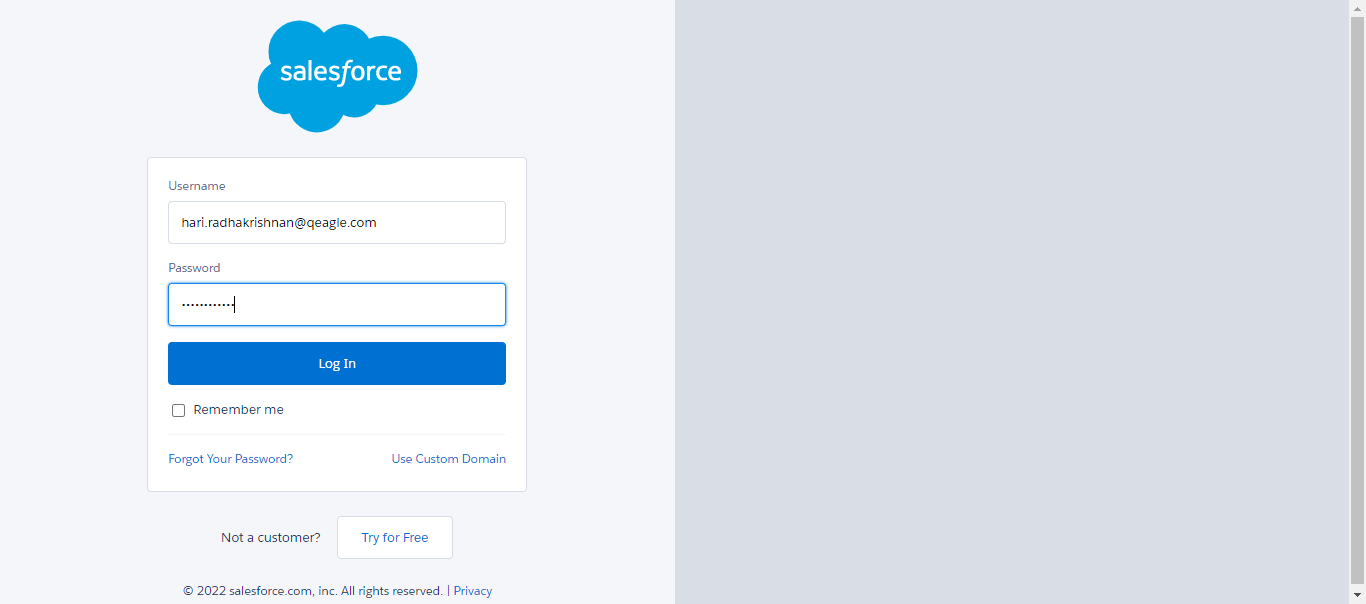 salesforce
Username
hari.radhakrishnan@qeagle.com
Password
••••••••••••
Log In
Remember me
Forgot Your Password? Use Custom Domain
Not a customer? Try for Free
© 2022 salesforce.com, inc. All rights reserved. | Privacy